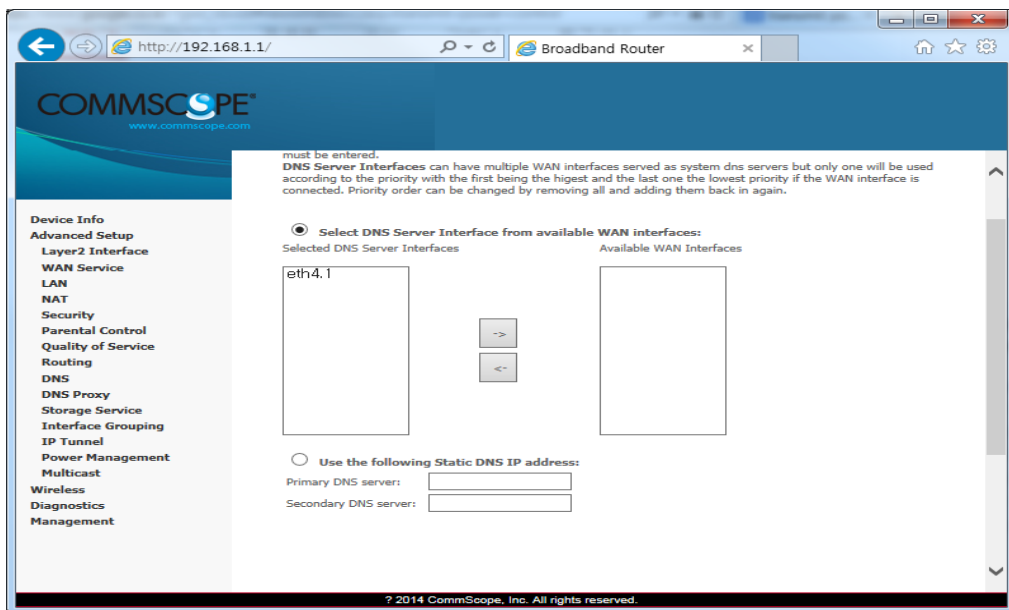 http://192.168.1.1/
Broadband Router
COMMSCOPE®
www.commscope.com
must be entered.
DNS Server Interfaces can have multiple WAN interfaces served as system dns servers but only one will be used
according to the priority with the first being the higest and the last one the lowest priority if the WAN interface is
connected. Priority order can be changed by removing all and adding them back in again.
Device Info
Advanced Setup
Layer2 Interface
WAN Service
LAN
NAT
Security
Parental Control
Quality of Service
Routing
DNS
DNS Proxy
Storage Service
Interface Grouping
IP Tunnel
Power Management
Multicast
Wireless
Diagnostics
Management
Select DNS Server Interface from available WAN interfaces:
Selected DNS Server Interfaces
Available WAN Interfaces
eth4.1
->
<-
Use the following Static DNS IP address:
Primary DNS server:
Secondary DNS server:
? 2014 CommScope, Inc. All rights reserved.